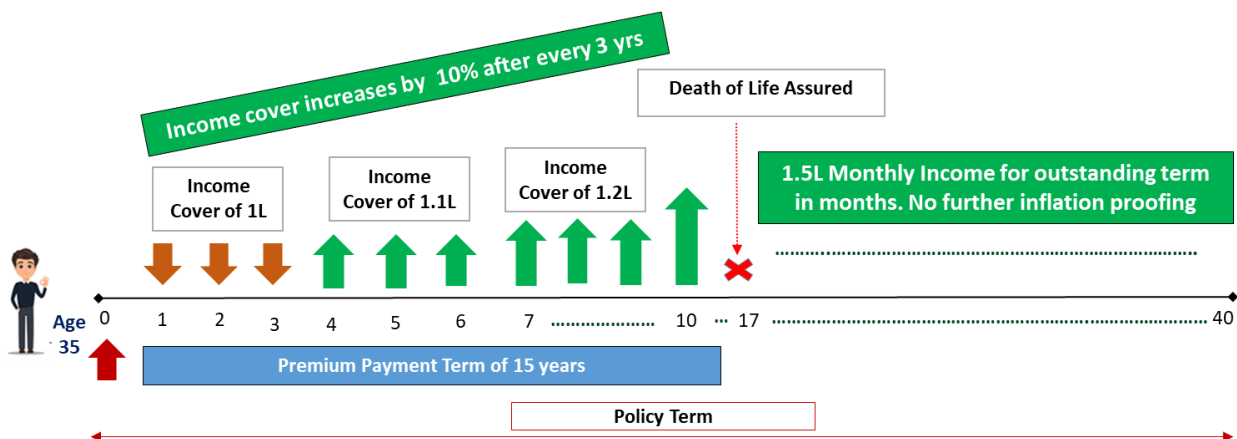 Income cover increases by 10% after every 3 yrs
Death of Life Assured
Income
Cover of 1L
Income
Cover of 1.1L
Income
Cover of 1.2L
1.5L Monthly Income for outstanding term
in months. No further inflation proofing
Age
35
0 1 2 3 4 5 6 7 ..................... 10 ... 17 ..................... 40
Premium Payment Term of 15 years
Policy Term